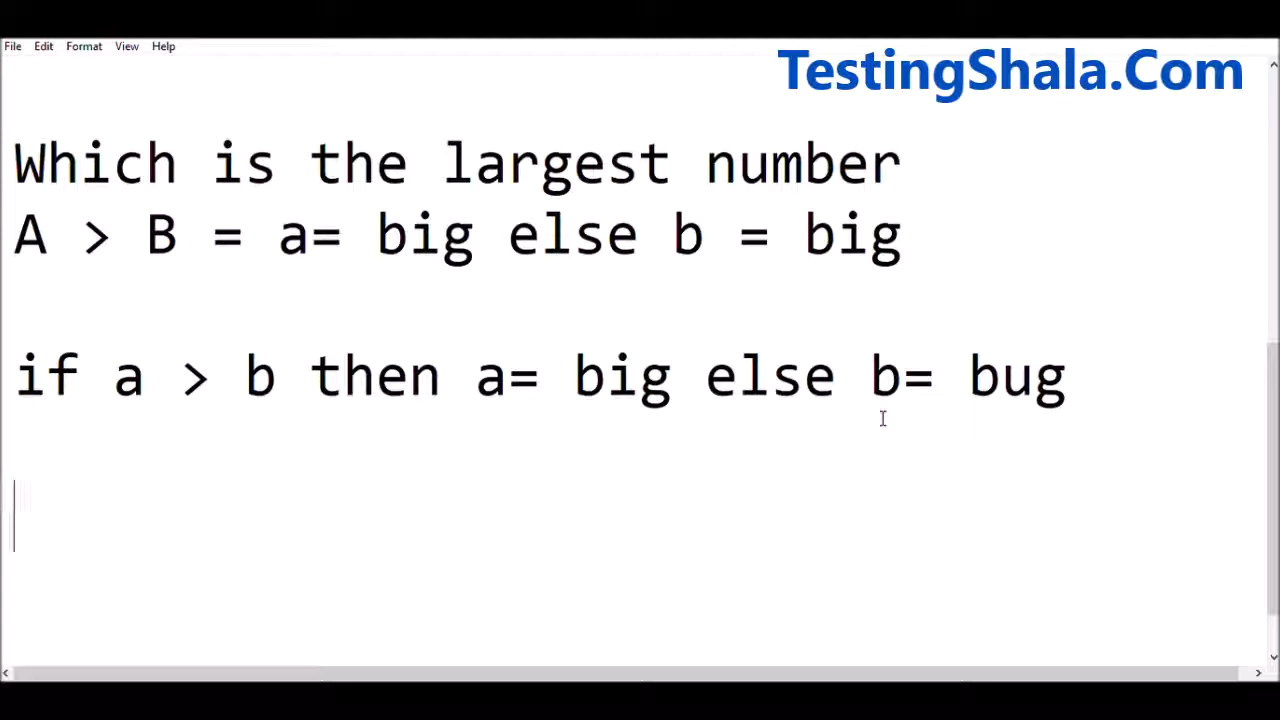 File Edit Format View Help
TestingShala.Com
Which is the largest number
A > B = a= big else b = big
if a > b then a= big else b= bug